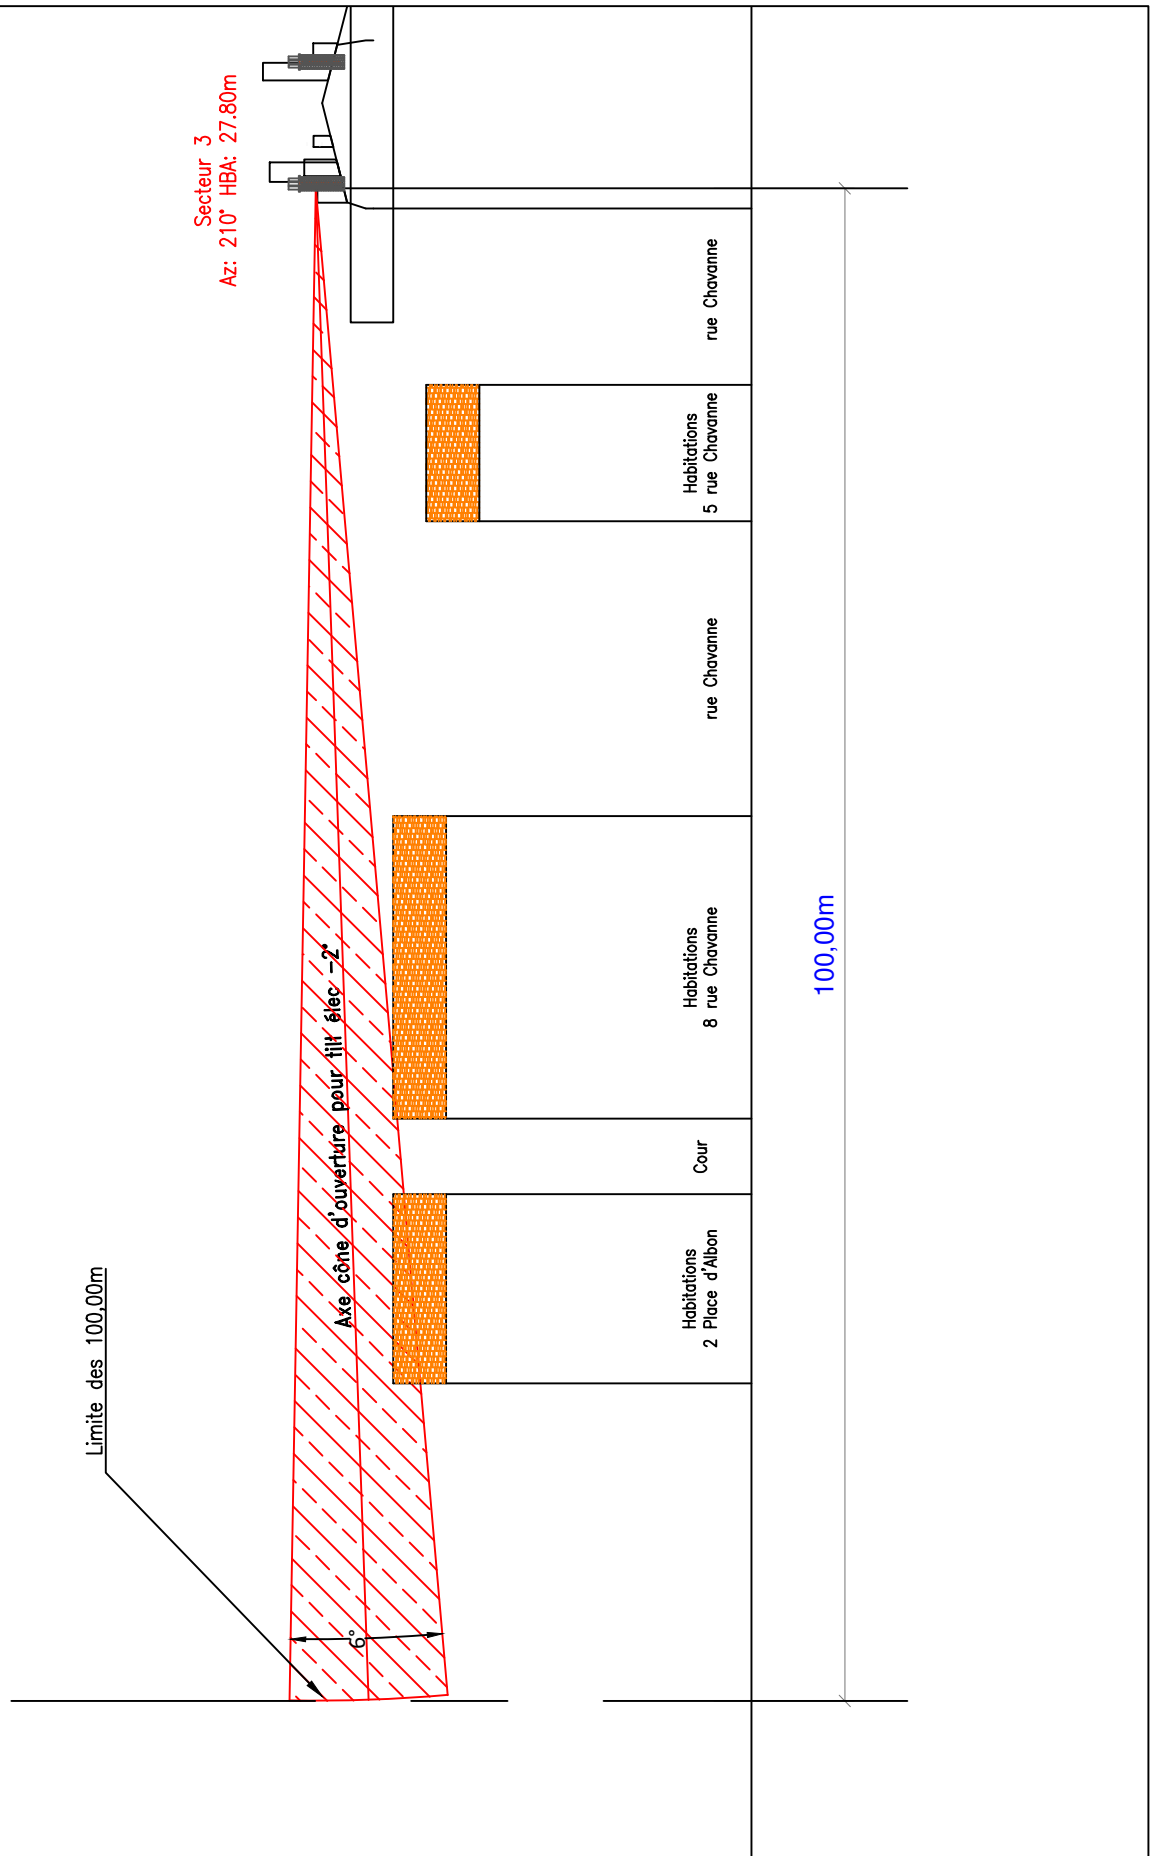 Secteur 3
Az: 210° HBA: 27.80m
Limite des 100,00m
Axe cône d'ouverture pour tilt élec -2°
6°
Habitations
2 Place d'Albon
Cour
Habitations
8 rue Chavanne
rue Chavanne
Habitations
5 rue Chavanne
rue Chavanne
100,00m